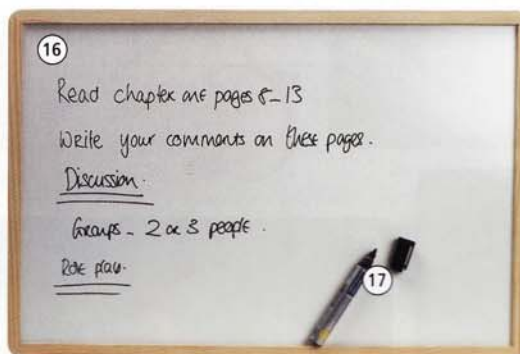 16
Read chapter one pages 8-13
Write your comments on these pages.
Discussion.
Groups - 2 or 3 people.
Role play.
17